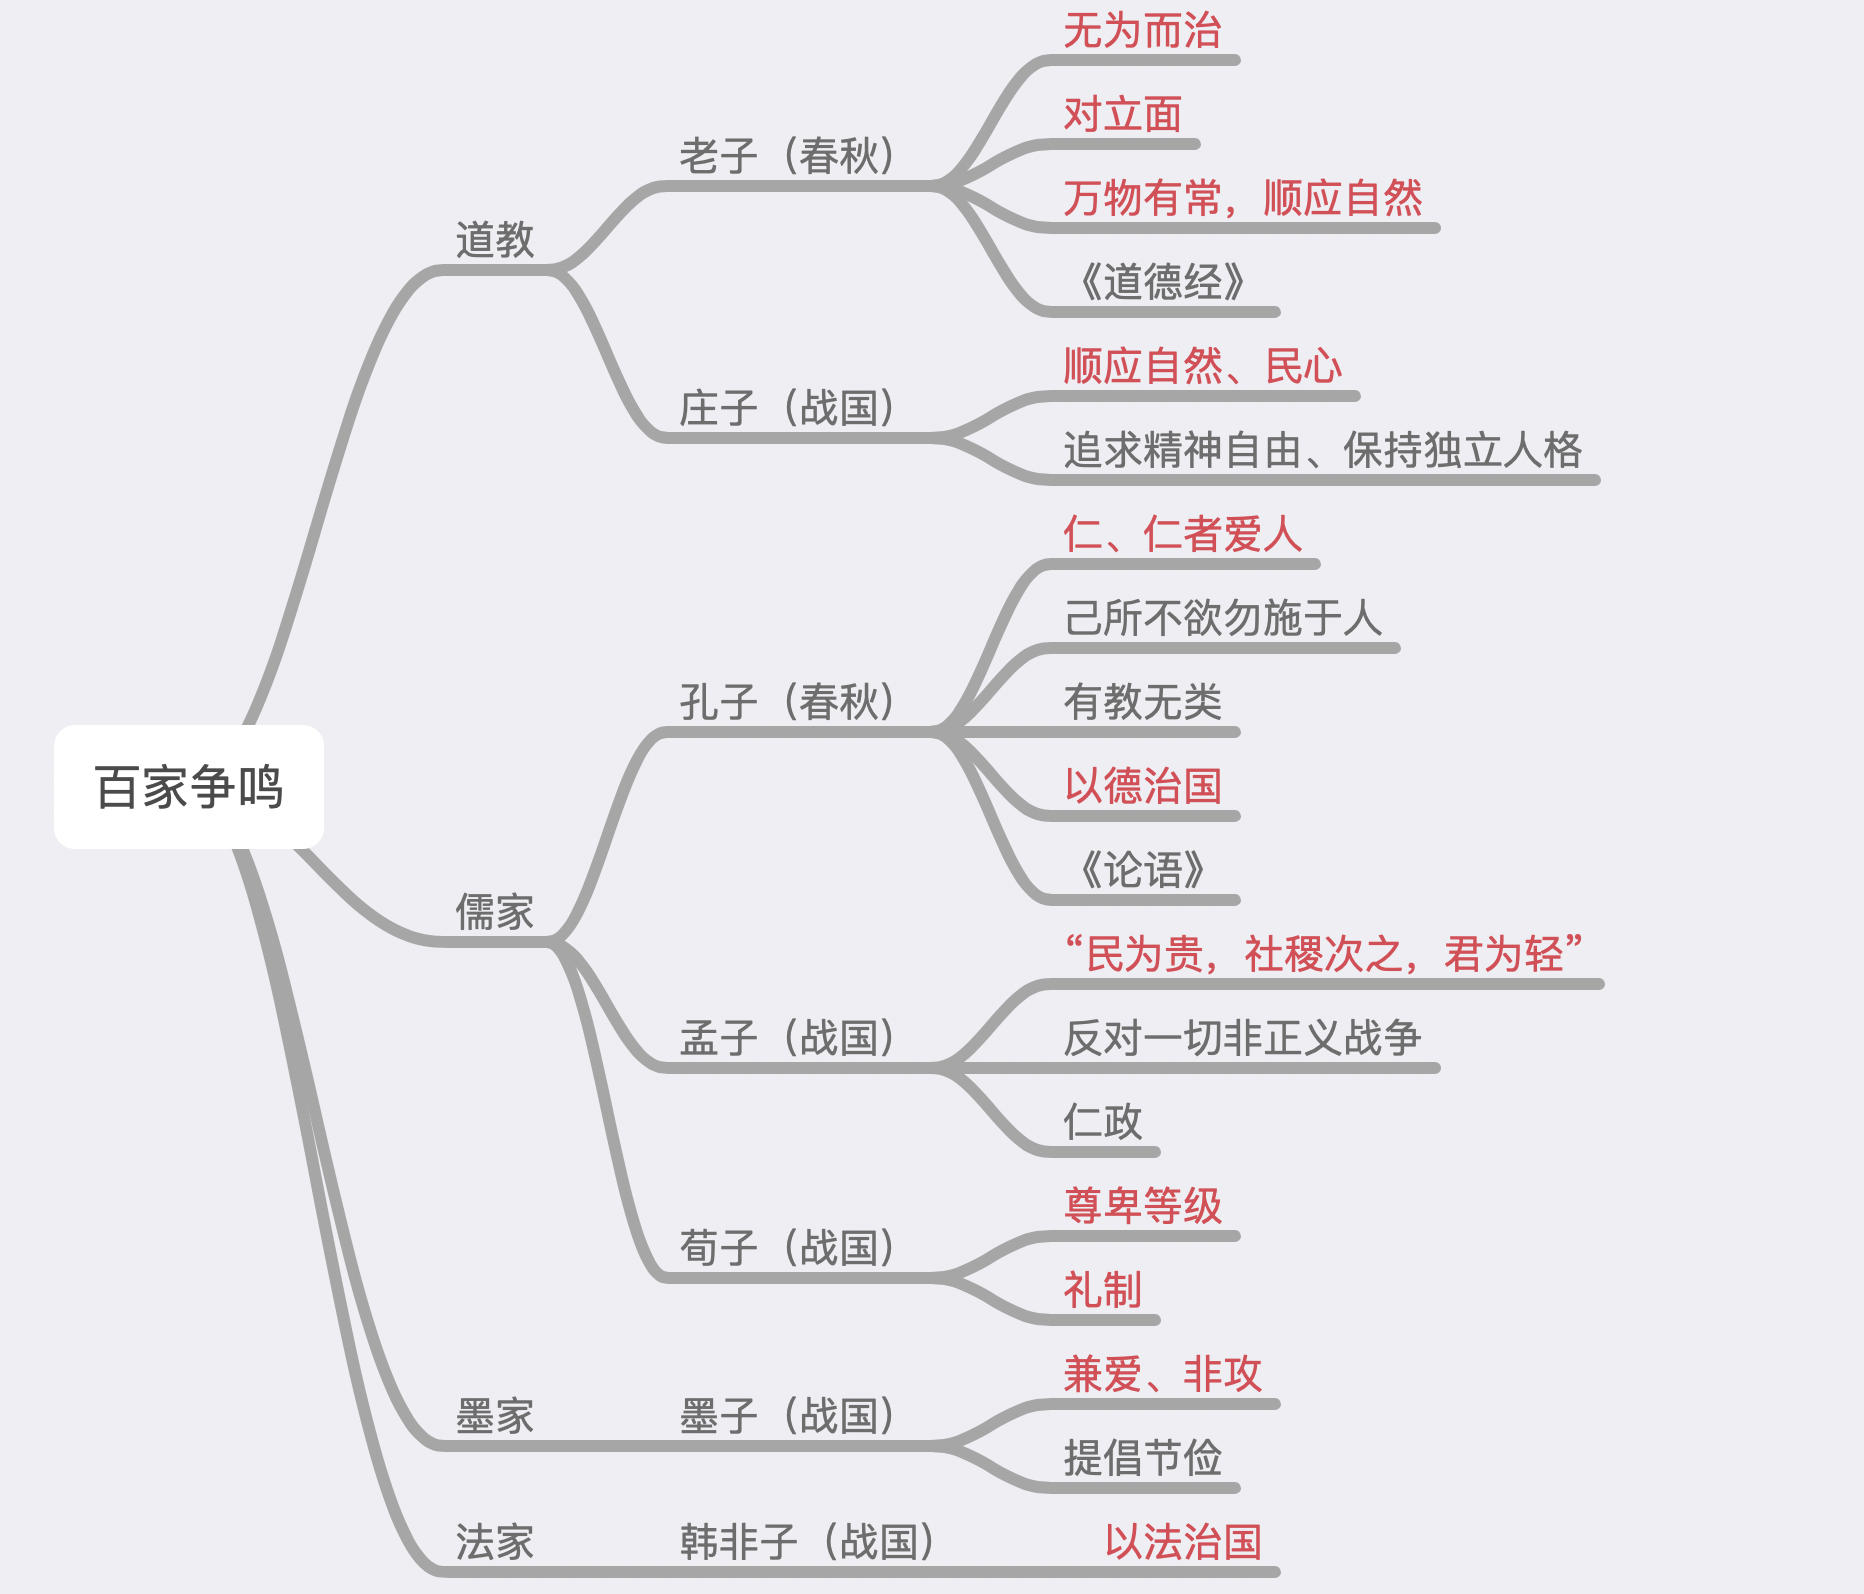 百家争鸣
道教
老子（春秋）
无为而治
对立面
万物有常，顺应自然
《道德经》
庄子（战国）
顺应自然、民心
追求精神自由、保持独立人格
儒家
孔子（春秋）
仁、仁者爱人
己所不欲勿施于人
有教无类
以德治国
《论语》
孟子（战国）
“民为贵，社稷次之，君为轻”
反对一切非正义战争
仁政
荀子（战国）
尊卑等级
礼制
墨家
墨子（战国）
兼爱、非攻
提倡节俭
法家
韩非子（战国）
以法治国